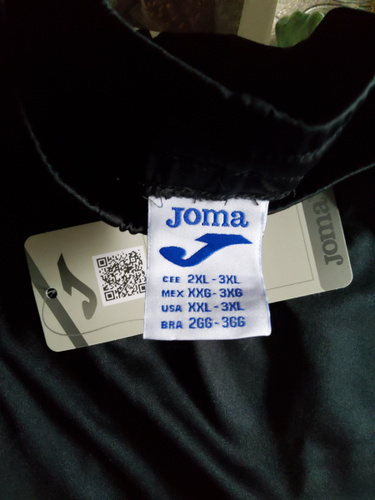 JOMA
CEE 2XL - 3XL
MEX XXG - 3XG
USA XXL - 3XL
BRA 2GG - 3GG
Joma